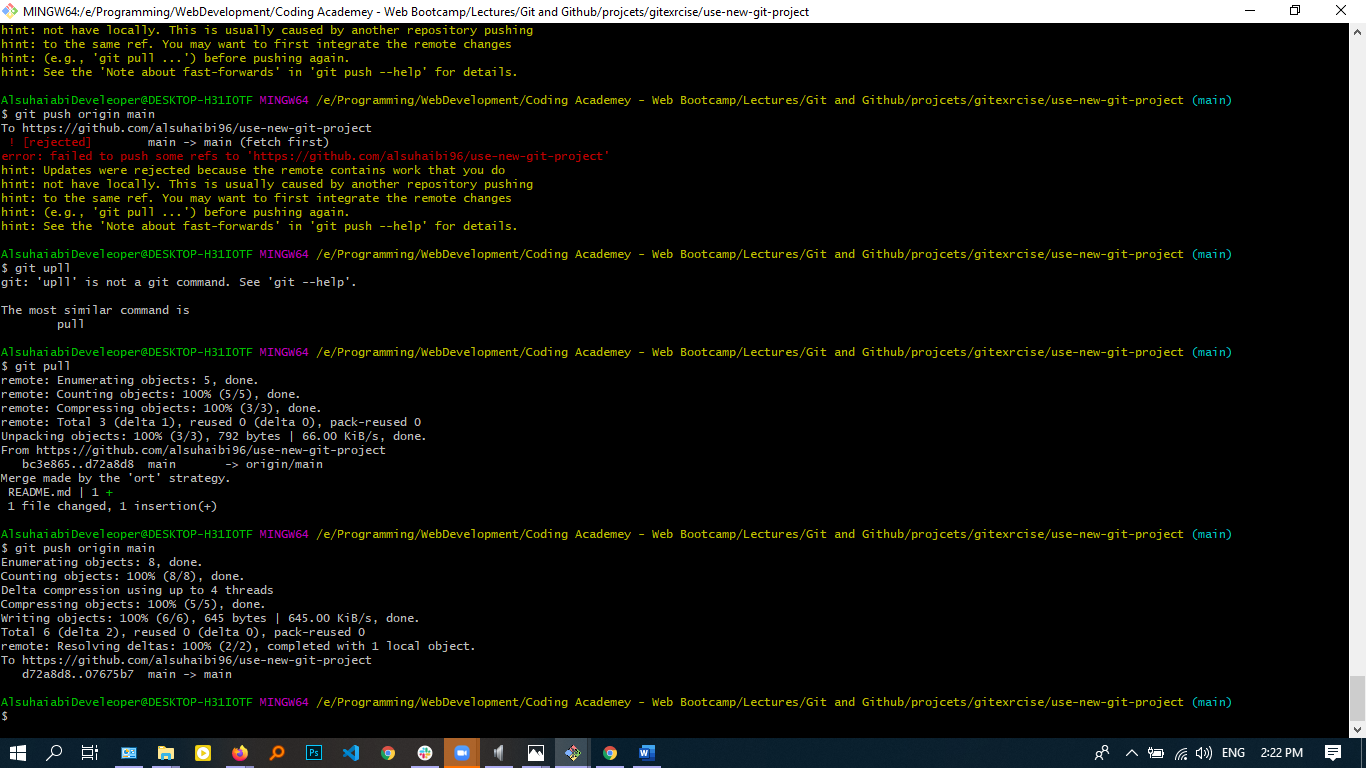 MINGW64:/e/Programming/WebDevelopment/Coding Academey - Web Bootcamp/Lectures/Git and Github/projcets/gitexrcise/use-new-git-project
hint: not have locally. This is usually caused by another repository pushing
hint: to the same ref. You may want to first integrate the remote changes
hint: (e.g., 'git pull ...') before pushing again.
hint: See the 'Note about fast-forwards' in 'git push --help' for details.
AlsuhaiabiDeveleoper@DESKTOP-H31IOTF MINGW64 /e/Programming/WebDevelopment/Coding Academey - Web Bootcamp/Lectures/Git and Github/projcets/gitexrcise/use-new-git-project (main)
$ git push origin main
To https://github.com/alsuhaibi96/use-new-git-project
 ! [rejected]        main -> main (fetch first)
error: failed to push some refs to 'https://github.com/alsuhaibi96/use-new-git-project'
hint: Updates were rejected because the remote contains work that you do
hint: not have locally. This is usually caused by another repository pushing
hint: to the same ref. You may want to first integrate the remote changes
hint: (e.g., 'git pull ...') before pushing again.
hint: See the 'Note about fast-forwards' in 'git push --help' for details.
AlsuhaiabiDeveleoper@DESKTOP-H31IOTF MINGW64 /e/Programming/WebDevelopment/Coding Academey - Web Bootcamp/Lectures/Git and Github/projcets/gitexrcise/use-new-git-project (main)
$ git upll
git: 'upll' is not a git command. See 'git --help'.
The most similar command is
        pull
AlsuhaiabiDeveleoper@DESKTOP-H31IOTF MINGW64 /e/Programming/WebDevelopment/Coding Academey - Web Bootcamp/Lectures/Git and Github/projcets/gitexrcise/use-new-git-project (main)
$ git pull
remote: Enumerating objects: 5, done.
remote: Counting objects: 100% (5/5), done.
remote: Compressing objects: 100% (3/3), done.
remote: Total 3 (delta 1), reused 0 (delta 0), pack-reused 0
Unpacking objects: 100% (3/3), 792 bytes | 66.00 KiB/s, done.
From https://github.com/alsuhaibi96/use-new-git-project
   bc3e865..d72a8d8  main       -> origin/main
Merge made by the 'ort' strategy.
 README.md | 1 +
 1 file changed, 1 insertion(+)
AlsuhaiabiDeveleoper@DESKTOP-H31IOTF MINGW64 /e/Programming/WebDevelopment/Coding Academey - Web Bootcamp/Lectures/Git and Github/projcets/gitexrcise/use-new-git-project (main)
$ git push origin main
Enumerating objects: 8, done.
Counting objects: 100% (8/8), done.
Delta compression using up to 4 threads
Compressing objects: 100% (5/5), done.
Writing objects: 100% (6/6), 645 bytes | 645.00 KiB/s, done.
Total 6 (delta 2), reused 0 (delta 0), pack-reused 0
remote: Resolving deltas: 100% (2/2), completed with 1 local object.
To https://github.com/alsuhaibi96/use-new-git-project
   d72a8d8..07675b7  main -> main
AlsuhaiabiDeveleoper@DESKTOP-H31IOTF MINGW64 /e/Programming/WebDevelopment/Coding Academey - Web Bootcamp/Lectures/Git and Github/projcets/gitexrcise/use-new-git-project (main)
$
Ps
W
ENG
2:22 PM